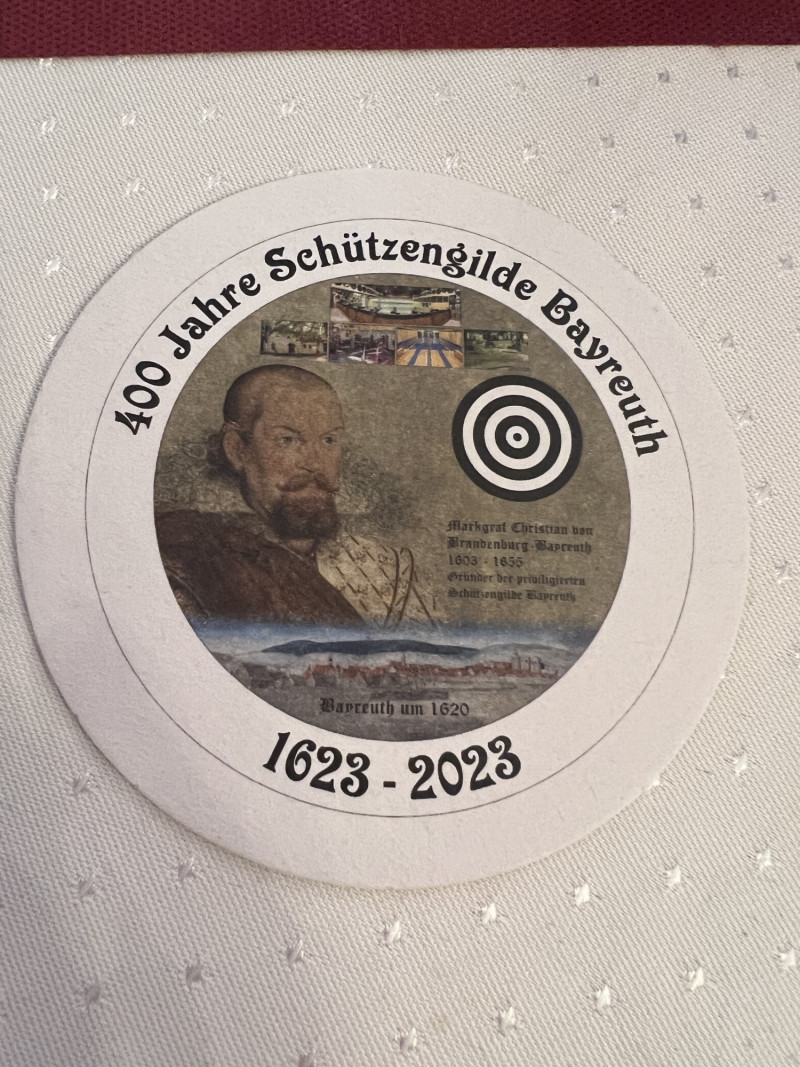 400 Jahre Schützengilde Bayreuth
Markgraf Christian von
Brandenburg-Bayreuth
1603 - 1655
Gründer der priviligierten
Schützengilde Bayreuth
Bayreuth um 1620
1623 - 2023